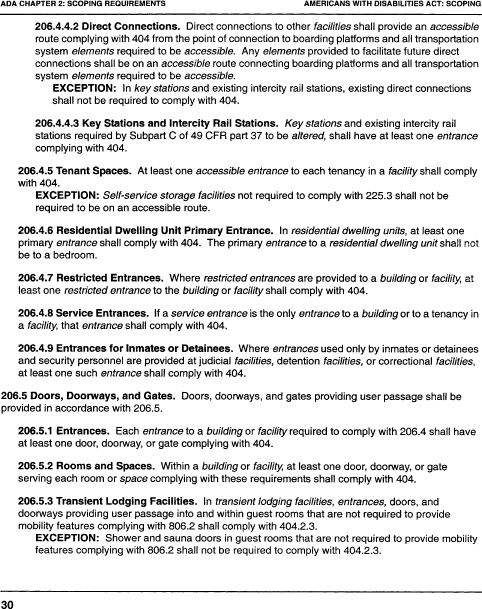 ADA CHAPTER 2: SCOPING REQUIREMENTS AMERICANS WITH DISABILITIES ACT: SCOPING
206.4.4.2 Direct Connections. Direct connections to other facilities shall provide an accessible
route complying with 404 from the point of connection to boarding platforms and all transportation
system elements required to be accessible. Any elements provided to facilitate future direct
connections shall be on an accessible route connecting boarding platforms and all transportation
system elements required to be accessible.
EXCEPTION: In key stations and existing intercity rail stations, existing direct connections
shall not be required to comply with 404.
206.4.4.3 Key Stations and Intercity Rail Stations. Key stations and existing intercity rail
stations required by Subpart C of 49 CFR part 37 to be altered, shall have at least one entrance
complying with 404.
206.4.5 Tenant Spaces. At least one accessible entrance to each tenancy in a facility shall comply
with 404.
EXCEPTION: Self-service storage facilities not required to comply with 225.3 shall not be
required to be on an accessible route.
206.4.6 Residential Dwelling Unit Primary Entrance. In residential dwelling units, at least one
primary entrance shall comply with 404. The primary entrance to a residential dwelling unit shall not
be to a bedroom.
206.4.7 Restricted Entrances. Where restricted entrances are provided to a building or facility, at
least one restricted entrance to the building or facility shall comply with 404.
206.4.8 Service Entrances. If a service entrance is the only entrance to a building or to a tenancy in
a facility, that entrance shall comply with 404.
206.4.9 Entrances for Inmates or Detainees. Where entrances used only by inmates or detainees
and security personnel are provided at judicial facilities, detention facilities, or correctional facilities,
at least one such entrance shall comply with 404.
206.5 Doors, Doorways, and Gates. Doors, doorways, and gates providing user passage shall be
provided in accordance with 206.5.
206.5.1 Entrances. Each entrance to a building or facility required to comply with 206.4 shall have
at least one door, doorway, or gate complying with 404.
206.5.2 Rooms and Spaces. Within a building or facility, at least one door, doorway, or gate
serving each room or space complying with these requirements shall comply with 404.
206.5.3 Transient Lodging Facilities. In transient lodging facilities, entrances, doors, and
doorways providing user passage into and within guest rooms that are not required to provide
mobility features complying with 806.2 shall comply with 404.2.3.
EXCEPTION: Shower and sauna doors in guest rooms that are not required to provide mobility
features complying with 806.2 shall not be required to comply with 404.2.3.
30